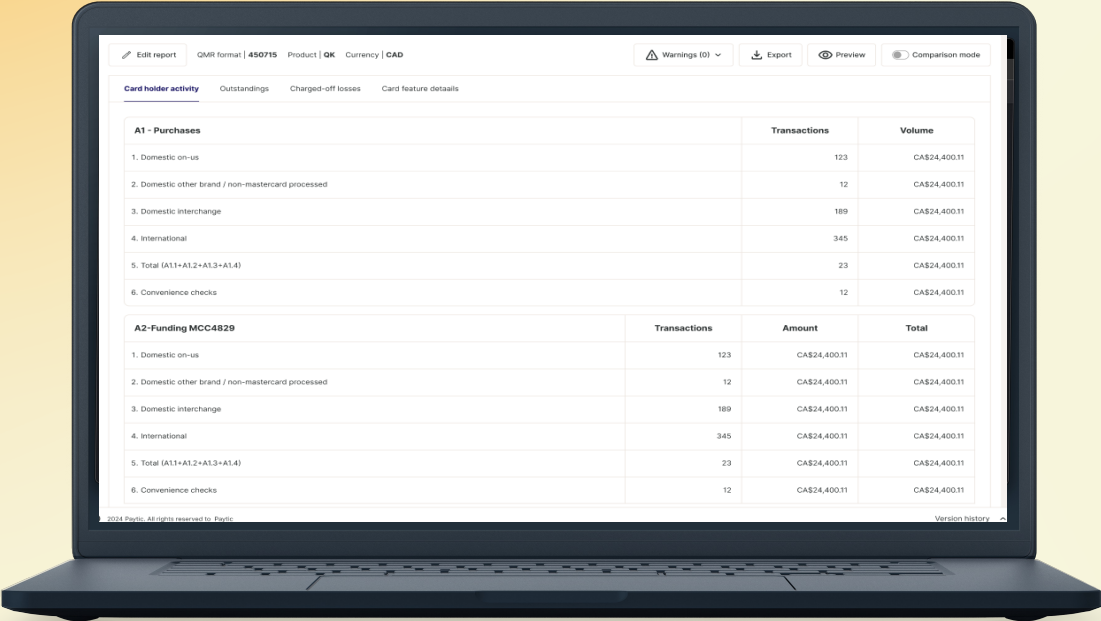 Edit report QMR format | 450715 Product | QK Currency | CAD Warnings (0) Export Preview Comparison mode
Card holder activity Outstandings Charged-off losses Card feature detaails
A1 - Purchases Transactions Volume
1. Domestic on-us 123 CA$24,400.11
2. Domestic other brand / non-mastercard processed 12 CA$24,400.11
3. Domestic interchange 189 CA$24,400.11
4. International 345 CA$24,400.11
5. Total (A1.1+A1.2+A1.3+A1.4) 23 CA$24,400.11
6. Convenience checks 12 CA$24,400.11
A2-Funding MCC4829 Transactions Amount Total
1. Domestic on-us 123 CA$24,400.11 CA$24,400.11
2. Domestic other brand / non-mastercard processed 12 CA$24,400.11 CA$24,400.11
3. Domestic interchange 189 CA$24,400.11 CA$24,400.11
4. International 345 CA$24,400.11 CA$24,400.11
5. Total (A1.1+A1.2+A1.3+A1.4) 23 CA$24,400.11 CA$24,400.11
6. Convenience checks 12 CA$24,400.11 CA$24,400.11
2024 Paytic. All rights reserved to Paytic Version history